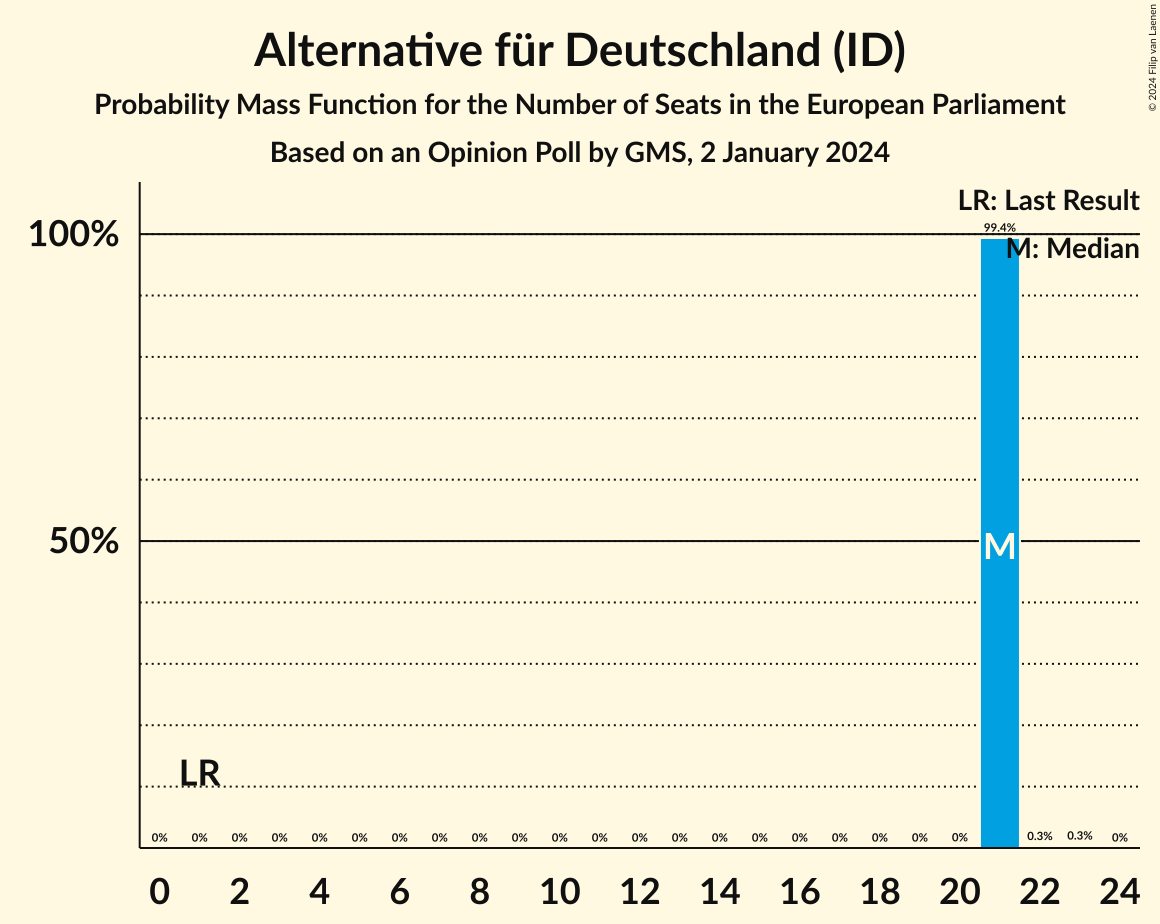 Alternative für Deutschland (ID)
Probability Mass Function for the Number of Seats in the European Parliament
Based on an Opinion Poll by GMS, 2 January 2024
© 2024 Filip van Laenen
LR: Last Result
M: Median
100%
99.4%
50%
M
LR
0% 0% 0% 0% 0% 0% 0% 0% 0% 0% 0% 0% 0% 0% 0% 0% 0% 0% 0% 0% 0% 0.3% 0.3% 0%
0 2 4 6 8 10 12 14 16 18 20 22 24